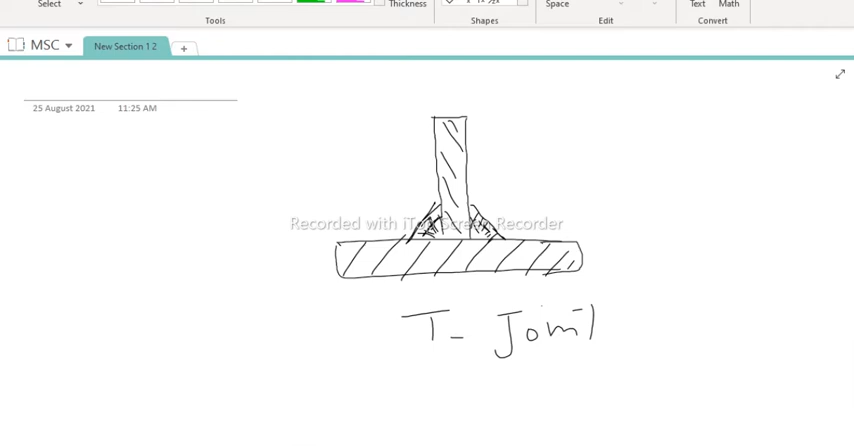 Select
Thickness
Space
Text Math
Tools
Shapes
Edit
Convert
MSC
New Section 1 2
25 August 2021 11:25 AM
Recorded with iTop Screen Recorder
T- Joint